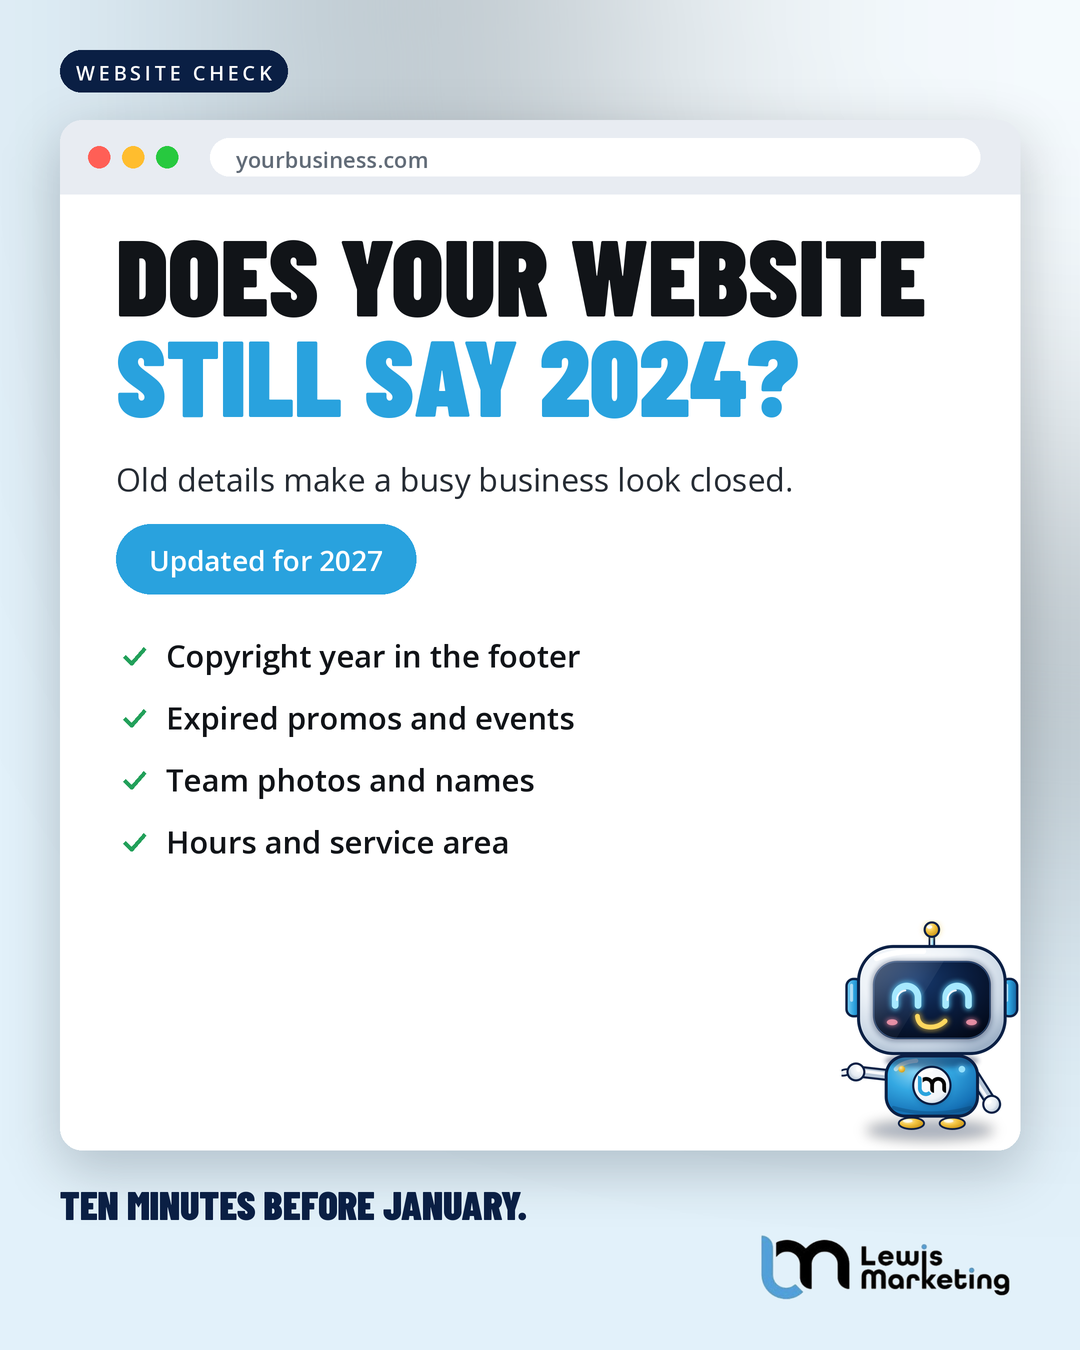 WEBSITE CHECK
yourbusiness.com
DOES YOUR WEBSITE
STILL SAY 2024?
Old details make a busy business look closed.
Updated for 2027
Copyright year in the footer
Expired promos and events
Team photos and names
Hours and service area
lm
TEN MINUTES BEFORE JANUARY.
lm Lewis
Marketing